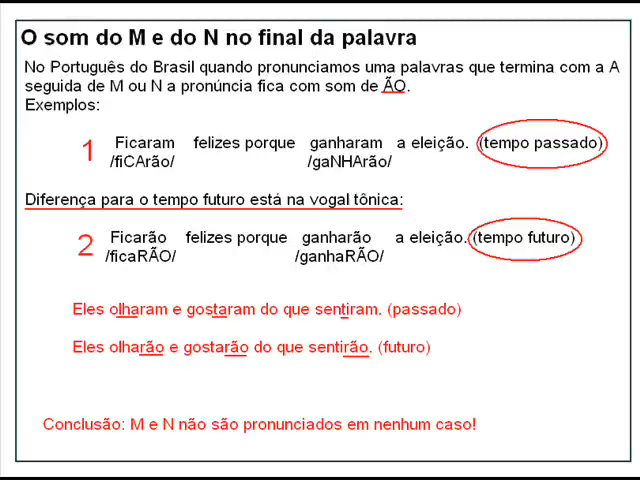 O som do M e do N no final da palavra
No Português do Brasil quando pronunciamos uma palavras que termina com a A
seguida de M ou N a pronúncia fica com som de ÃO.
Exemplos:
1 Ficaram felizes porque ganharam a eleição. (tempo passado)
/fiCArão/ /gaNHArão/
Diferença para o tempo futuro está na vogal tônica:
2 Ficarão felizes porque ganharão a eleição. (tempo futuro)
/ficaRÃO/ /ganhaRÃO/
Eles olharam e gostaram do que sentiram. (passado)
Eles olharão e gostarão do que sentirão. (futuro)
Conclusão: M e N não são pronunciados em nenhum caso!